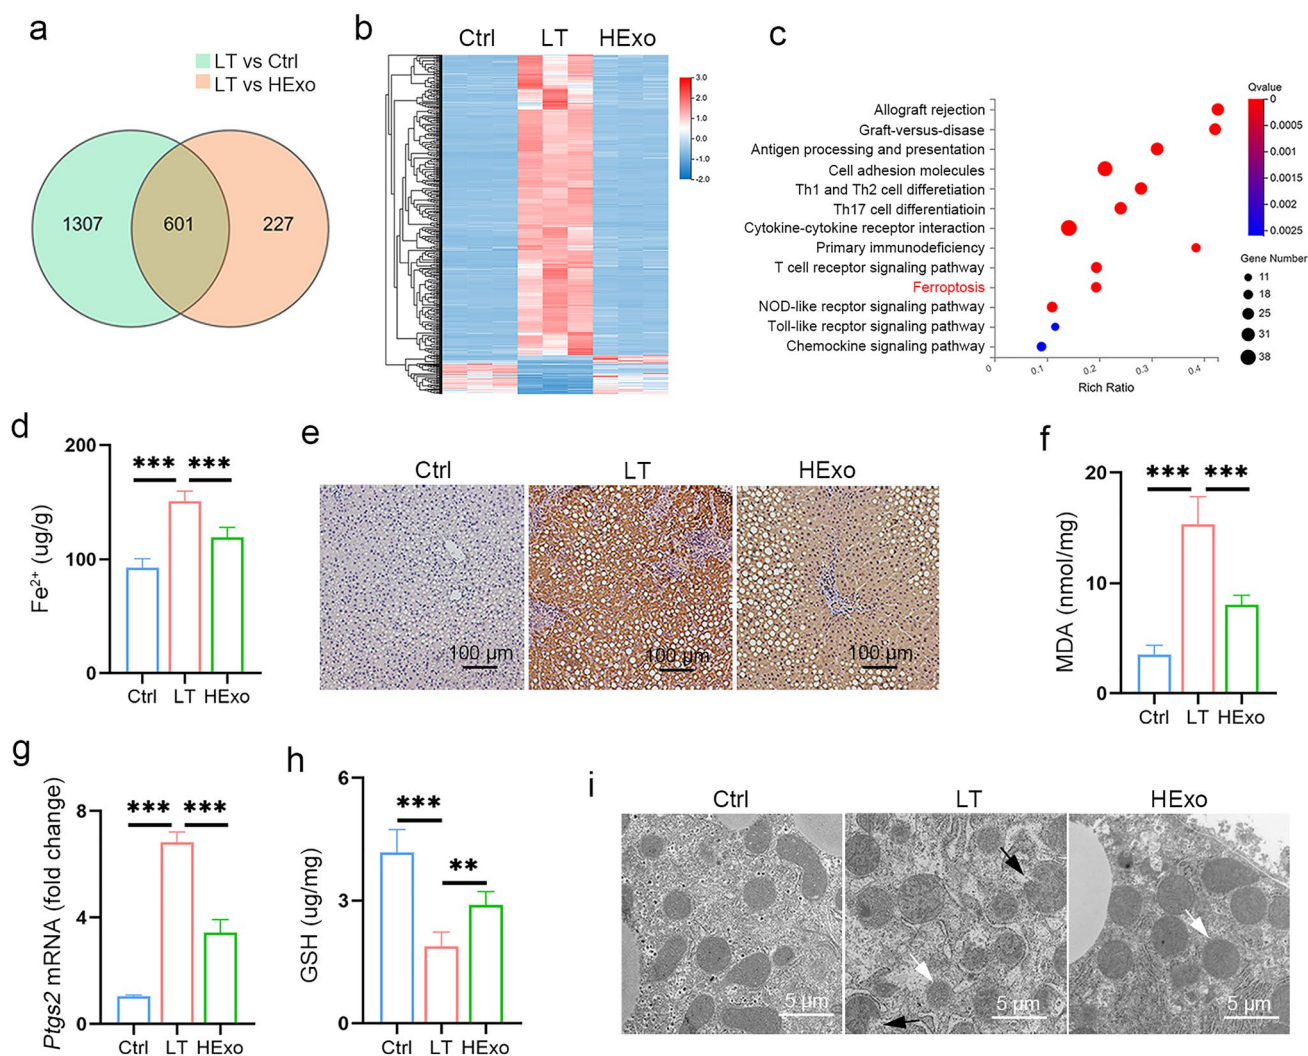 a
LT vs Ctrl
LT vs HExo
1307
601
227
b
Ctrl
LT
HExo
3.0
2.0
1.0
0.0
-1.0
-2.0
c
Allograft rejection
Graft-versus-disase
Antigen processing and presentation
Cell adhesion molecules
Th1 and Th2 cell differetiation
Th17 cell differentiatioin
Cytokine-cytokine receptor interaction
Primary immunodeficiency
T cell receptor signaling pathway
Ferroptosis
NOD-like recptor signaling pathway
Toll-like recptor signaling pathway
Chemockine signaling pathway
0
0.1
0.2
0.3
0.4
Rich Ratio
Qvalue
0
0.0005
0.001
0.0015
0.002
0.0025
Gene Number
11
18
25
31
38
d
Fe²⁺ (ug/g)
200
100
0
*** ***
Ctrl LT HExo
e
Ctrl
LT
HExo
100 µm
100 µm
100 µm
f
MDA (nmol/mg)
20
10
0
*** ***
Ctrl LT HExo
g
Ptgs2 mRNA (fold change)
8
4
0
*** ***
Ctrl LT HExo
h
GSH (ug/mg)
6
3
0
***
**
Ctrl LT HExo
i
Ctrl
LT
HExo
5 µm
5 µm
5 µm